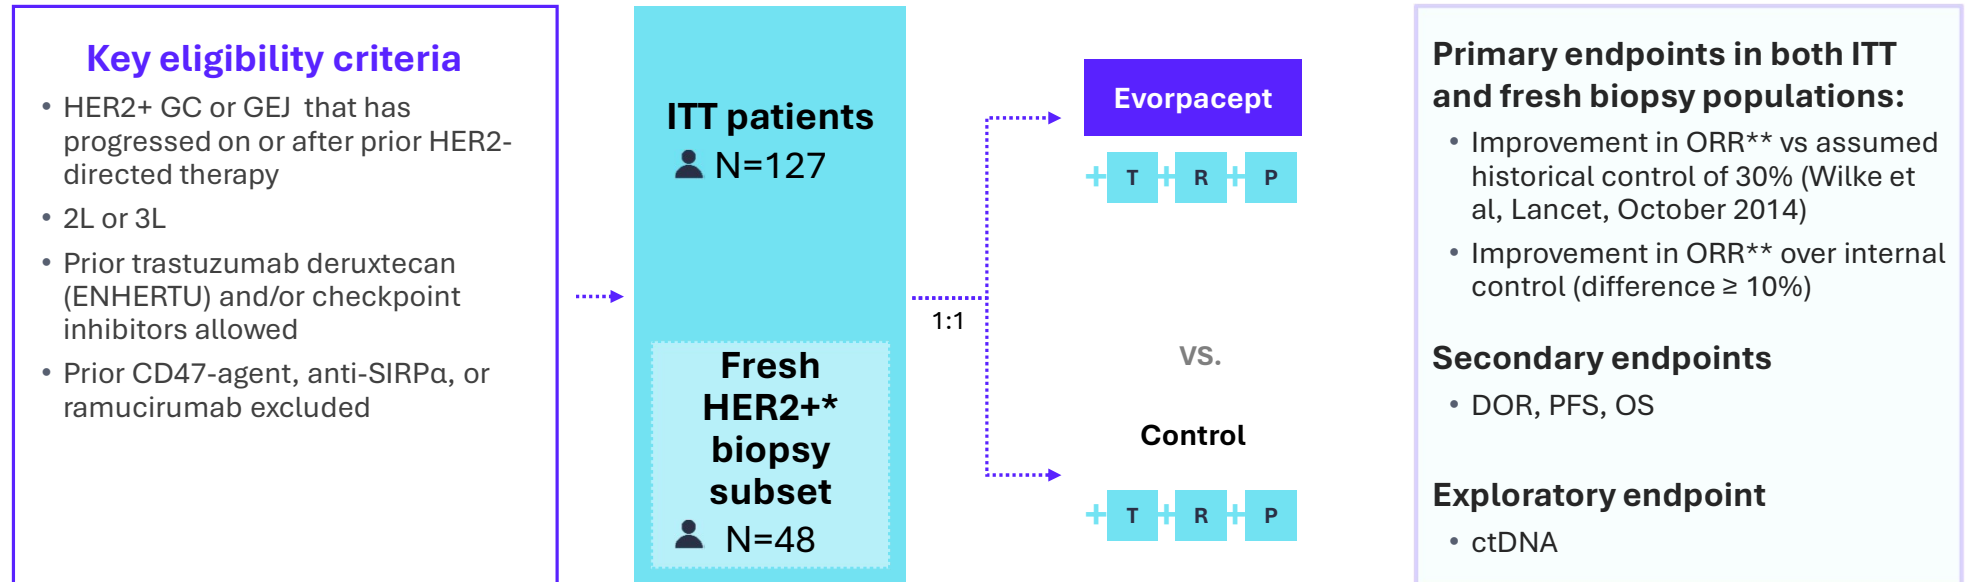 Key eligibility criteria
• HER2+ GC or GEJ that has
progressed on or after prior HER2-
directed therapy
• 2L or 3L
• Prior trastuzumab deruxtecan
(ENHERTU) and/or checkpoint
inhibitors allowed
• Prior CD47-agent, anti-SIRPα, or
ramucirumab excluded
ITT patients
N=127
Fresh
HER2+*
biopsy
subset
N=48
1:1
Evorpacept
+ T + R + P
VS.
Control
+ T + R + P
Primary endpoints in both ITT
and fresh biopsy populations:
• Improvement in ORR** vs assumed
historical control of 30% (Wilke et
al, Lancet, October 2014)
• Improvement in ORR** over internal
control (difference ≥ 10%)
Secondary endpoints
• DOR, PFS, OS
Exploratory endpoint
• ctDNA